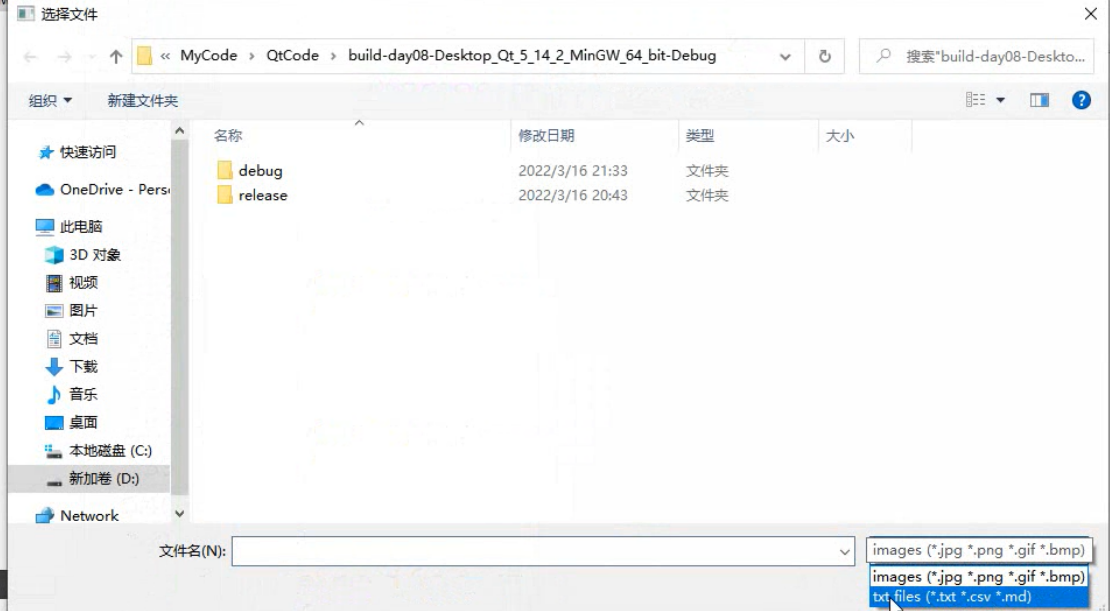 选择文件
« MyCode › QtCode › build-day08-Desktop_Qt_5_14_2_MinGW_64_bit-Debug
搜索"build-day08-Deskto...
组织 新建文件夹
名称 修改日期 类型 大小
快速访问
debug 2022/3/16 21:33 文件夹
OneDrive - Pers
release 2022/3/16 20:43 文件夹
此电脑
3D 对象
视频
图片
文档
下载
音乐
桌面
本地磁盘 (C:)
新加卷 (D:)
Network
文件名(N): images (*.jpg *.png *.gif *.bmp)
images (*.jpg *.png *.gif *.bmp)
txt files (*.txt *.csv *.md)